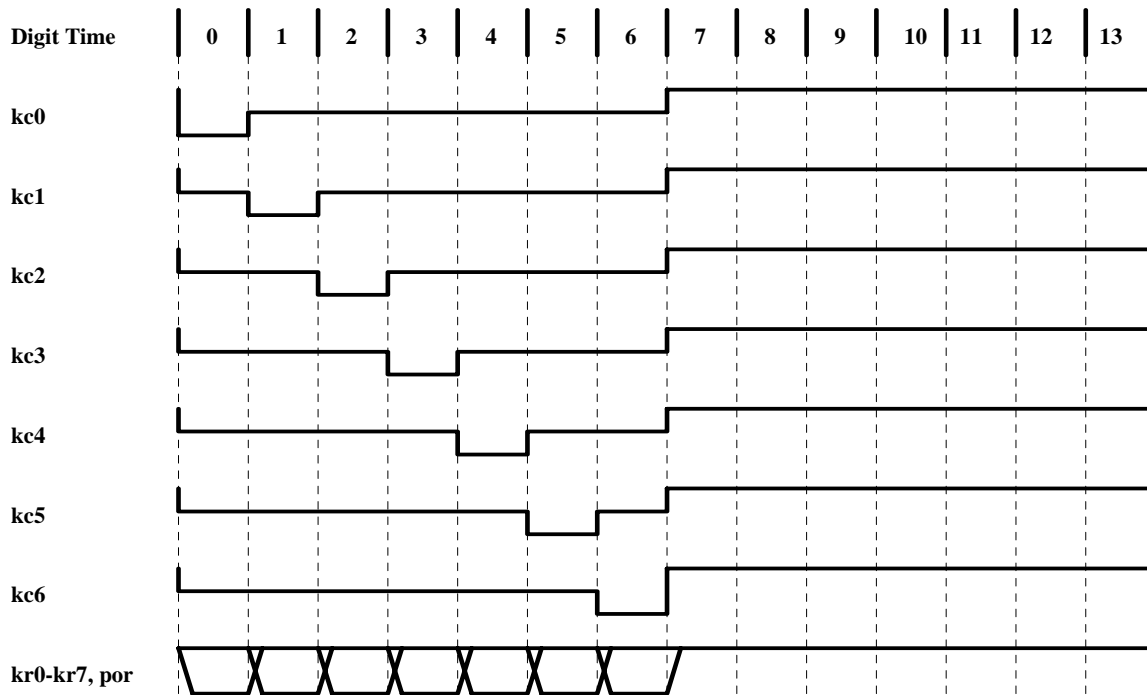 Digit Time 0 1 2 3 4 5 6 7 8 9 10 11 12 13
kc0
kc1
kc2
kc3
kc4
kc5
kc6
kr0-kr7, por